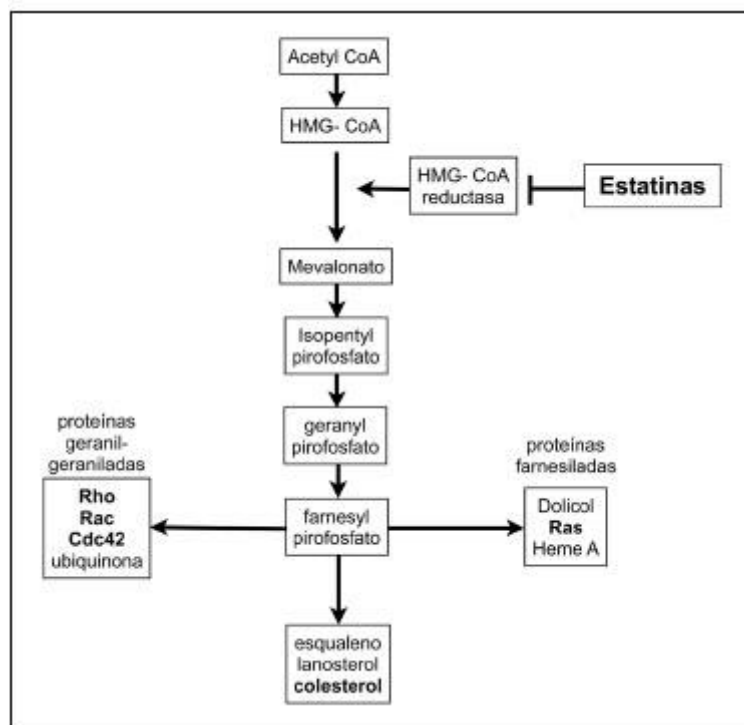 Acetyl CoA
HMG- CoA
HMG- CoA
reductasa
Estatinas
Mevalonato
Isopentyl
pirofosfato
geranyl
pirofosfato
proteínas
geranil-
geraniladas
Rho
Rac
Cdc42
ubiquinona
farnesyl
pirofosfato
proteínas
farnesiladas
Dolicol
Ras
Heme A
esqualeno
lanosterol
colesterol